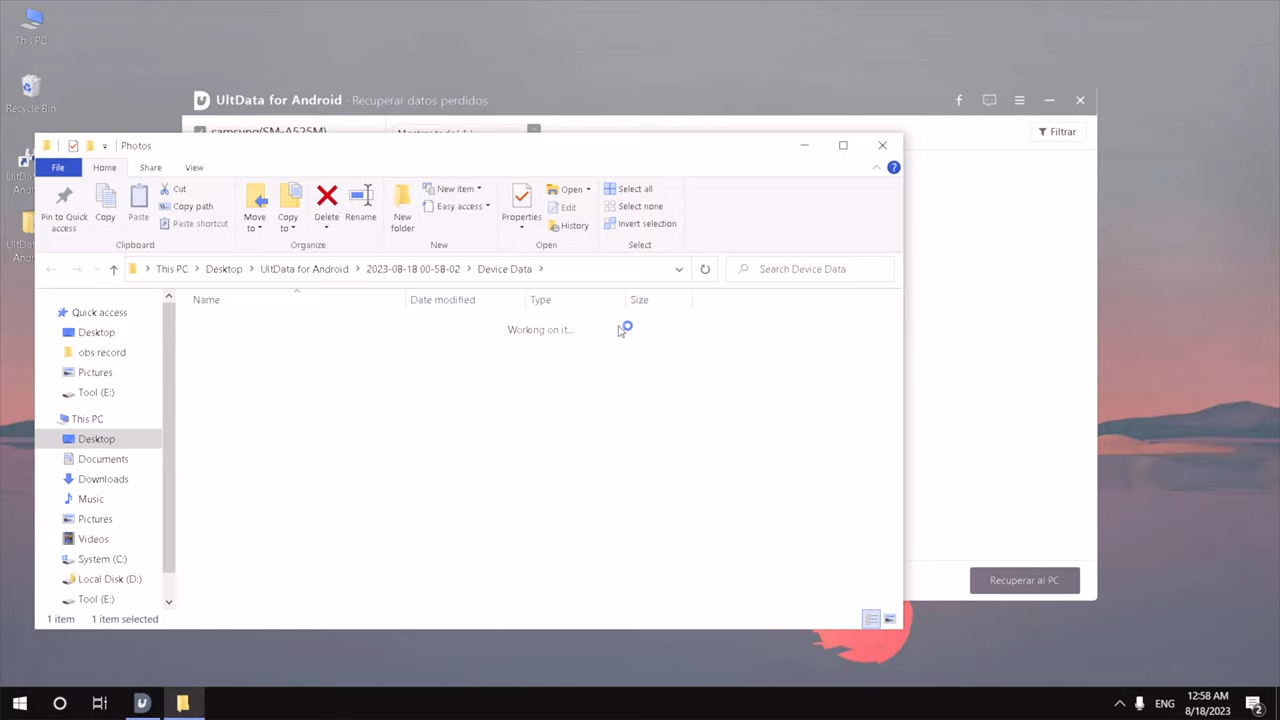 This PC
Recycle Bin
UltData for Android - Recuperar datos perdidos
samsung(SM-A525M)
Filtrar
Photos
File Home Share View
Pin to Quick access
Copy
Paste
Cut
Copy path
Paste shortcut
Clipboard
Move to
Copy to
Delete
Rename
Organize
New folder
New item
Easy access
New
Properties
Open
Edit
History
Open
Select all
Select none
Invert selection
Select
This PC > Desktop > UltData for Android > 2023-08-18 00-58-02 > Device Data >
Search Device Data
Name Date modified Type Size
Working on it...
Quick access
Desktop
obs record
Pictures
Tool (E:)
This PC
Desktop
Documents
Downloads
Music
Pictures
Videos
System (C:)
Local Disk (D:)
Tool (E:)
1 item 1 item selected
Recuperar al PC
ENG
12:58 AM
8/18/2023
2